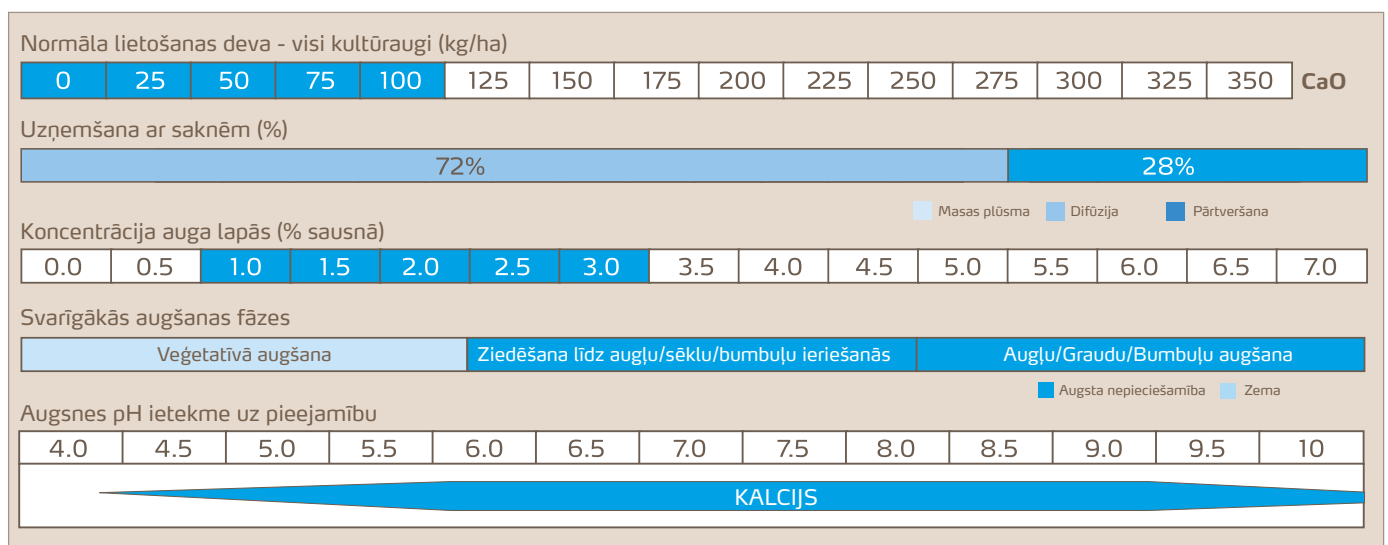 Normāla lietošanas deva - visi kultūraugi (kg/ha)
0 25 50 75 100 125 150 175 200 225 250 275 300 325 350 CaO
Uzņemšana ar saknēm (%)
72% 28%
Masas plūsma Difūzija Pārtveršana
Koncentrācija auga lapās (% sausnā)
0.0 0.5 1.0 1.5 2.0 2.5 3.0 3.5 4.0 4.5 5.0 5.5 6.0 6.5 7.0
Svarīgākās augšanas fāzes
Veģetatīvā augšana Ziedēšana līdz augļu/sēklu/bumbuļu ieriešanās Augļu/Graudu/Bumbuļu augšana
Augsta nepieciešamība Zema
Augsnes pH ietekme uz pieejamību
4.0 4.5 5.0 5.5 6.0 6.5 7.0 7.5 8.0 8.5 9.0 9.5 10
KALCIJS